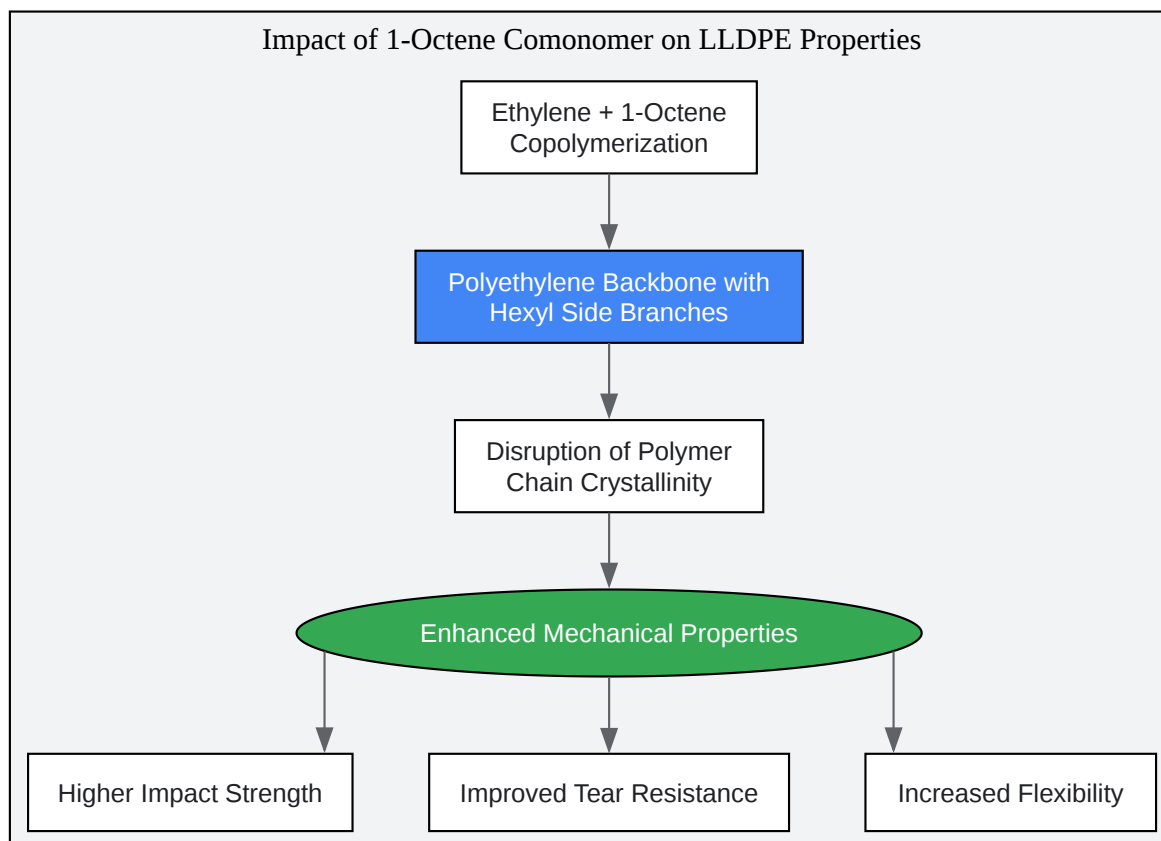 Impact of 1-Octene Comonomer on LLDPE Properties
Ethylene + 1-Octene
Copolymerization
Polyethylene Backbone with
Hexyl Side Branches
Disruption of Polymer
Chain Crystallinity
Enhanced Mechanical Properties
Higher Impact Strength
Improved Tear Resistance
Increased Flexibility